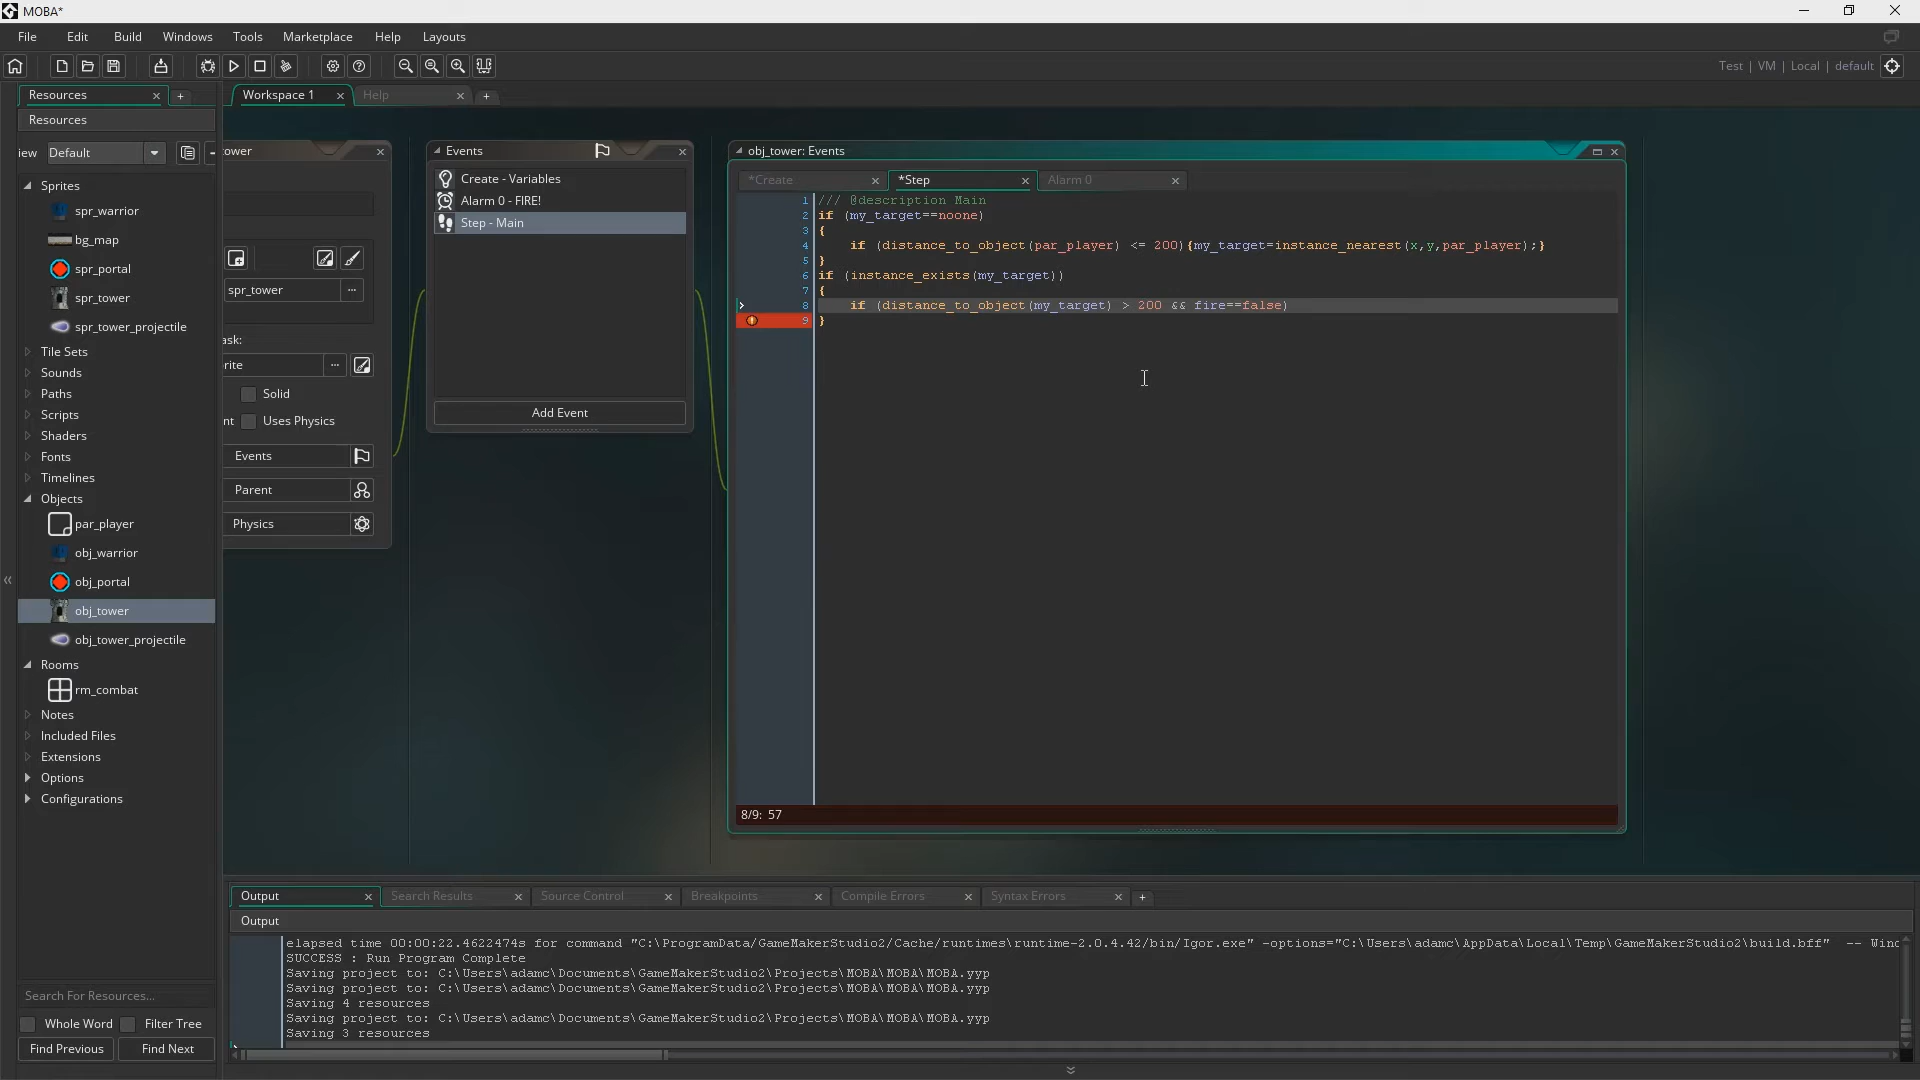 MOBA*
File Edit Build Windows Tools Marketplace Help Layouts
Test | VM | Local | default
Resources
Workspace 1
Help
Resources
iew Default
Sprites
spr_warrior
bg_map
spr_portal
spr_tower
spr_tower_projectile
Tile Sets
Sounds
Paths
Scripts
Shaders
Fonts
Timelines
Objects
par_player
obj_warrior
obj_portal
obj_tower
obj_tower_projectile
Rooms
rm_combat
Notes
Included Files
Extensions
Options
Configurations
Search For Resources...
Whole Word Filter Tree
Find Previous Find Next
ower
spr_tower ...
ask:
rite ...
Solid
nt Uses Physics
Events
Parent
Physics
Events
Create - Variables
Alarm 0 - FIRE!
Step - Main
Add Event
obj_tower: Events
*Create *Step Alarm 0
1 /// @description Main
2 if (my_target==noone)
3 {
4 if (distance_to_object(par_player) <= 200){my_target=instance_nearest(x,y,par_player);}
5 }
6 if (instance_exists(my_target))
7 {
8 if (distance_to_object(my_target) > 200 && fire==false)
9 }
8/9: 57
Output Search Results Source Control Breakpoints Compile Errors Syntax Errors
Output
elapsed time 00:00:22.4622474s for command "C:\ProgramData/GameMakerStudio2/Cache/runtimes\runtime-2.0.4.42/bin/Igor.exe" -options="C:\Users\adamc\AppData\Local\Temp\GameMakerStudio2\build.bff" -- Winc
SUCCESS : Run Program Complete
Saving project to: C:\Users\adamc\Documents\GameMakerStudio2\Projects\MOBA\MOBA\MOBA.yyp
Saving project to: C:\Users\adamc\Documents\GameMakerStudio2\Projects\MOBA\MOBA\MOBA.yyp
Saving 4 resources
Saving project to: C:\Users\adamc\Documents\GameMakerStudio2\Projects\MOBA\MOBA\MOBA.yyp
Saving 3 resources